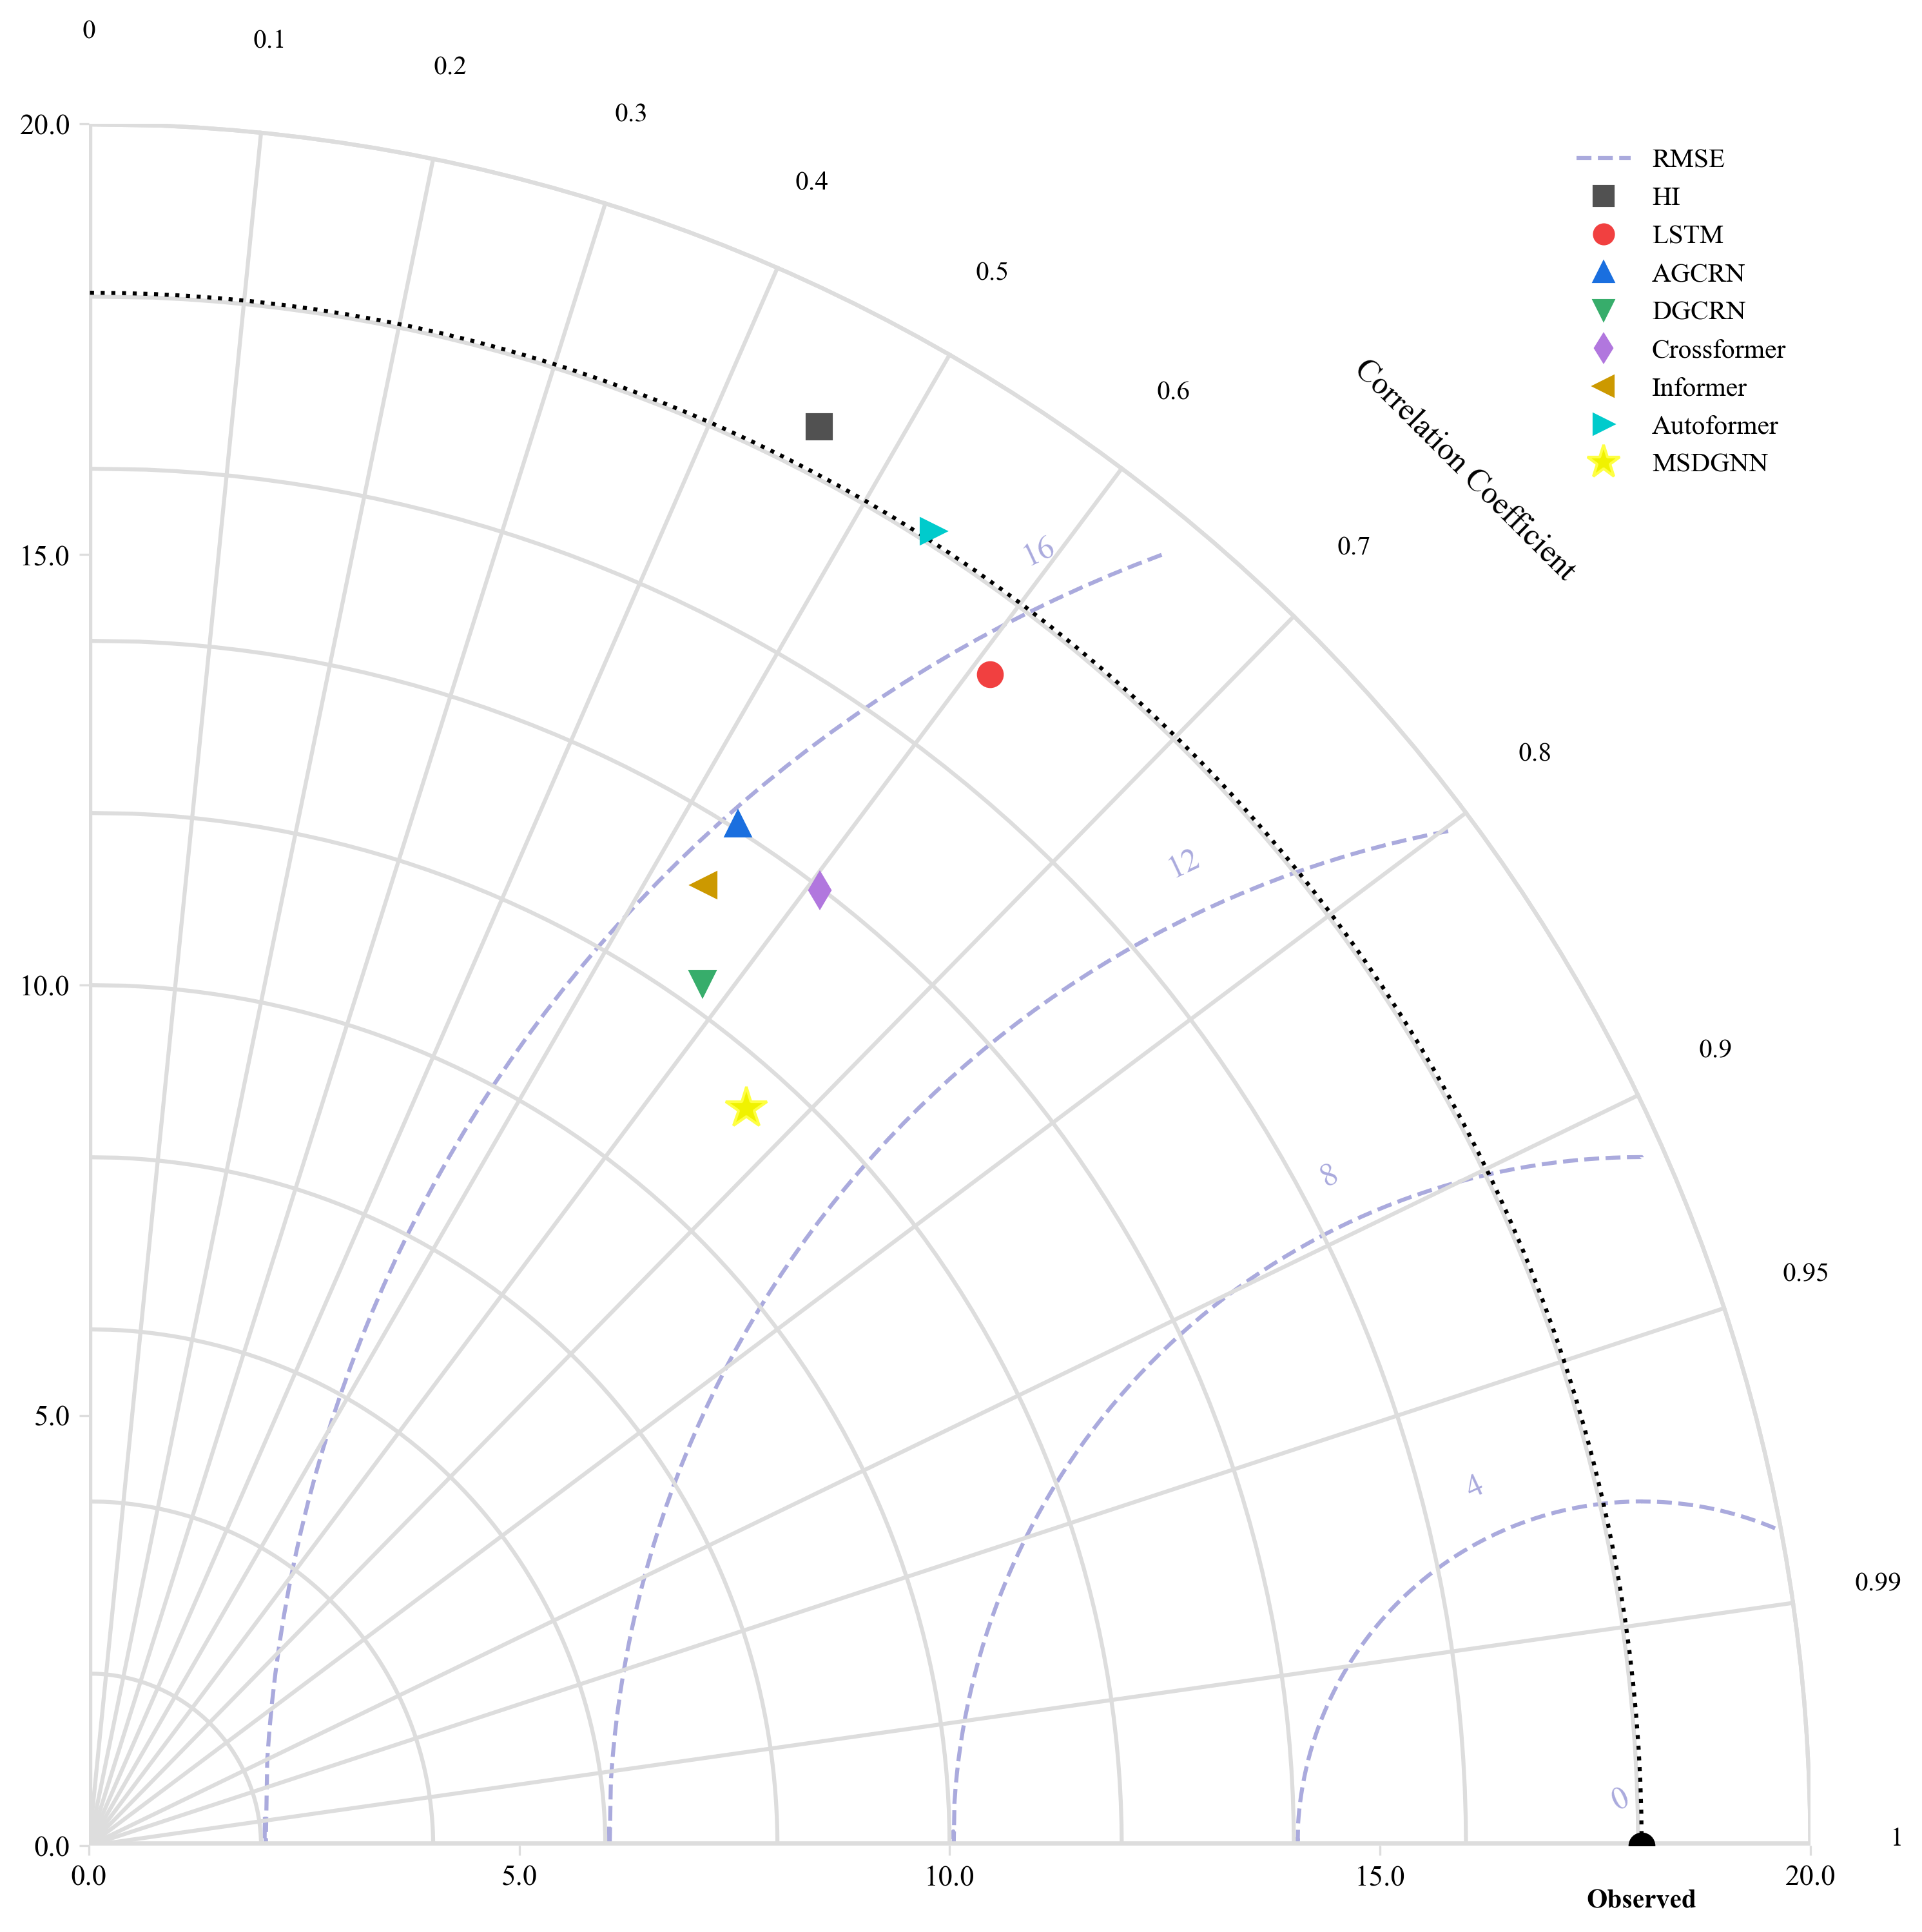 0
0.1
0.2
0.3
0.4
0.5
0.6
0.7
0.8
0.9
0.95
0.99
1
Correlation Coefficient
20.0
15.0
10.0
5.0
0.0
0.0
5.0
10.0
15.0
20.0
Observed
16
12
8
4
0
RMSE
HI
LSTM
AGCRN
DGCRN
Crossformer
Informer
Autoformer
MSDGNN